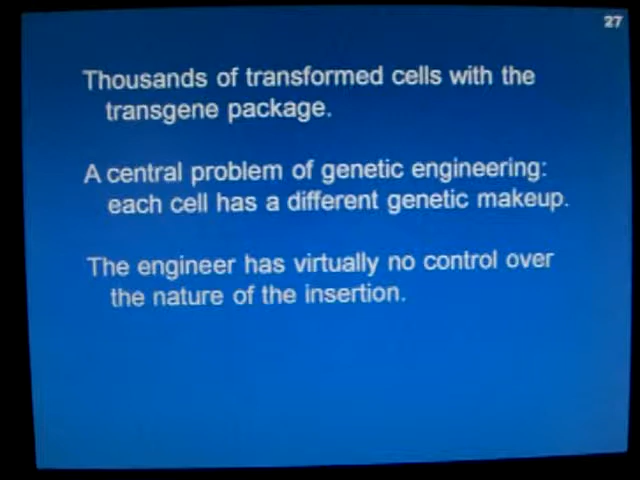 27
Thousands of transformed cells with the
transgene package.
A central problem of genetic engineering:
each cell has a different genetic makeup.
The engineer has virtually no control over
the nature of the insertion.